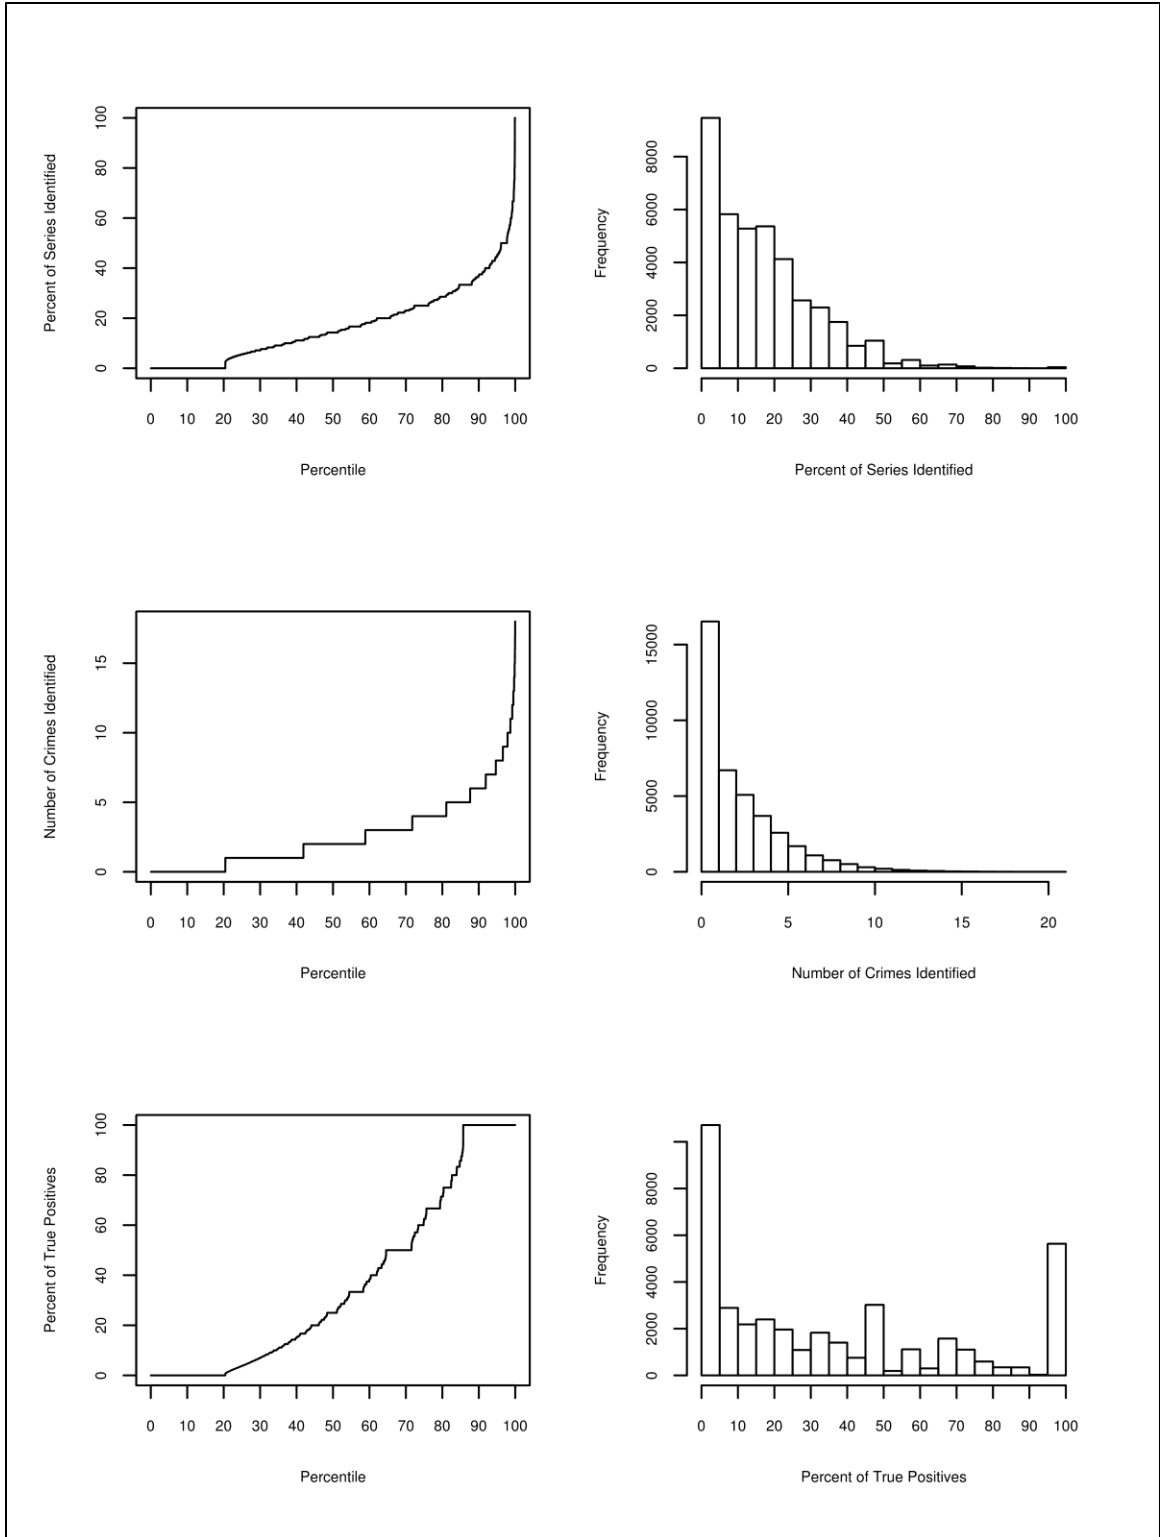 Percent of Series Identified
0 20 40 60 80 100
0 10 20 30 40 50 60 70 80 90 100
Percentile
Frequency
0 2000 4000 6000 8000
0 10 20 30 40 50 60 70 80 90 100
Percent of Series Identified
Number of Crimes Identified
0 5 10 15
0 10 20 30 40 50 60 70 80 90 100
Percentile
Frequency
0 5000 10000 15000
0 5 10 15 20
Number of Crimes Identified
Percent of True Positives
0 20 40 60 80 100
0 10 20 30 40 50 60 70 80 90 100
Percentile
Frequency
0 2000 4000 6000 8000
0 10 20 30 40 50 60 70 80 90 100
Percent of True Positives